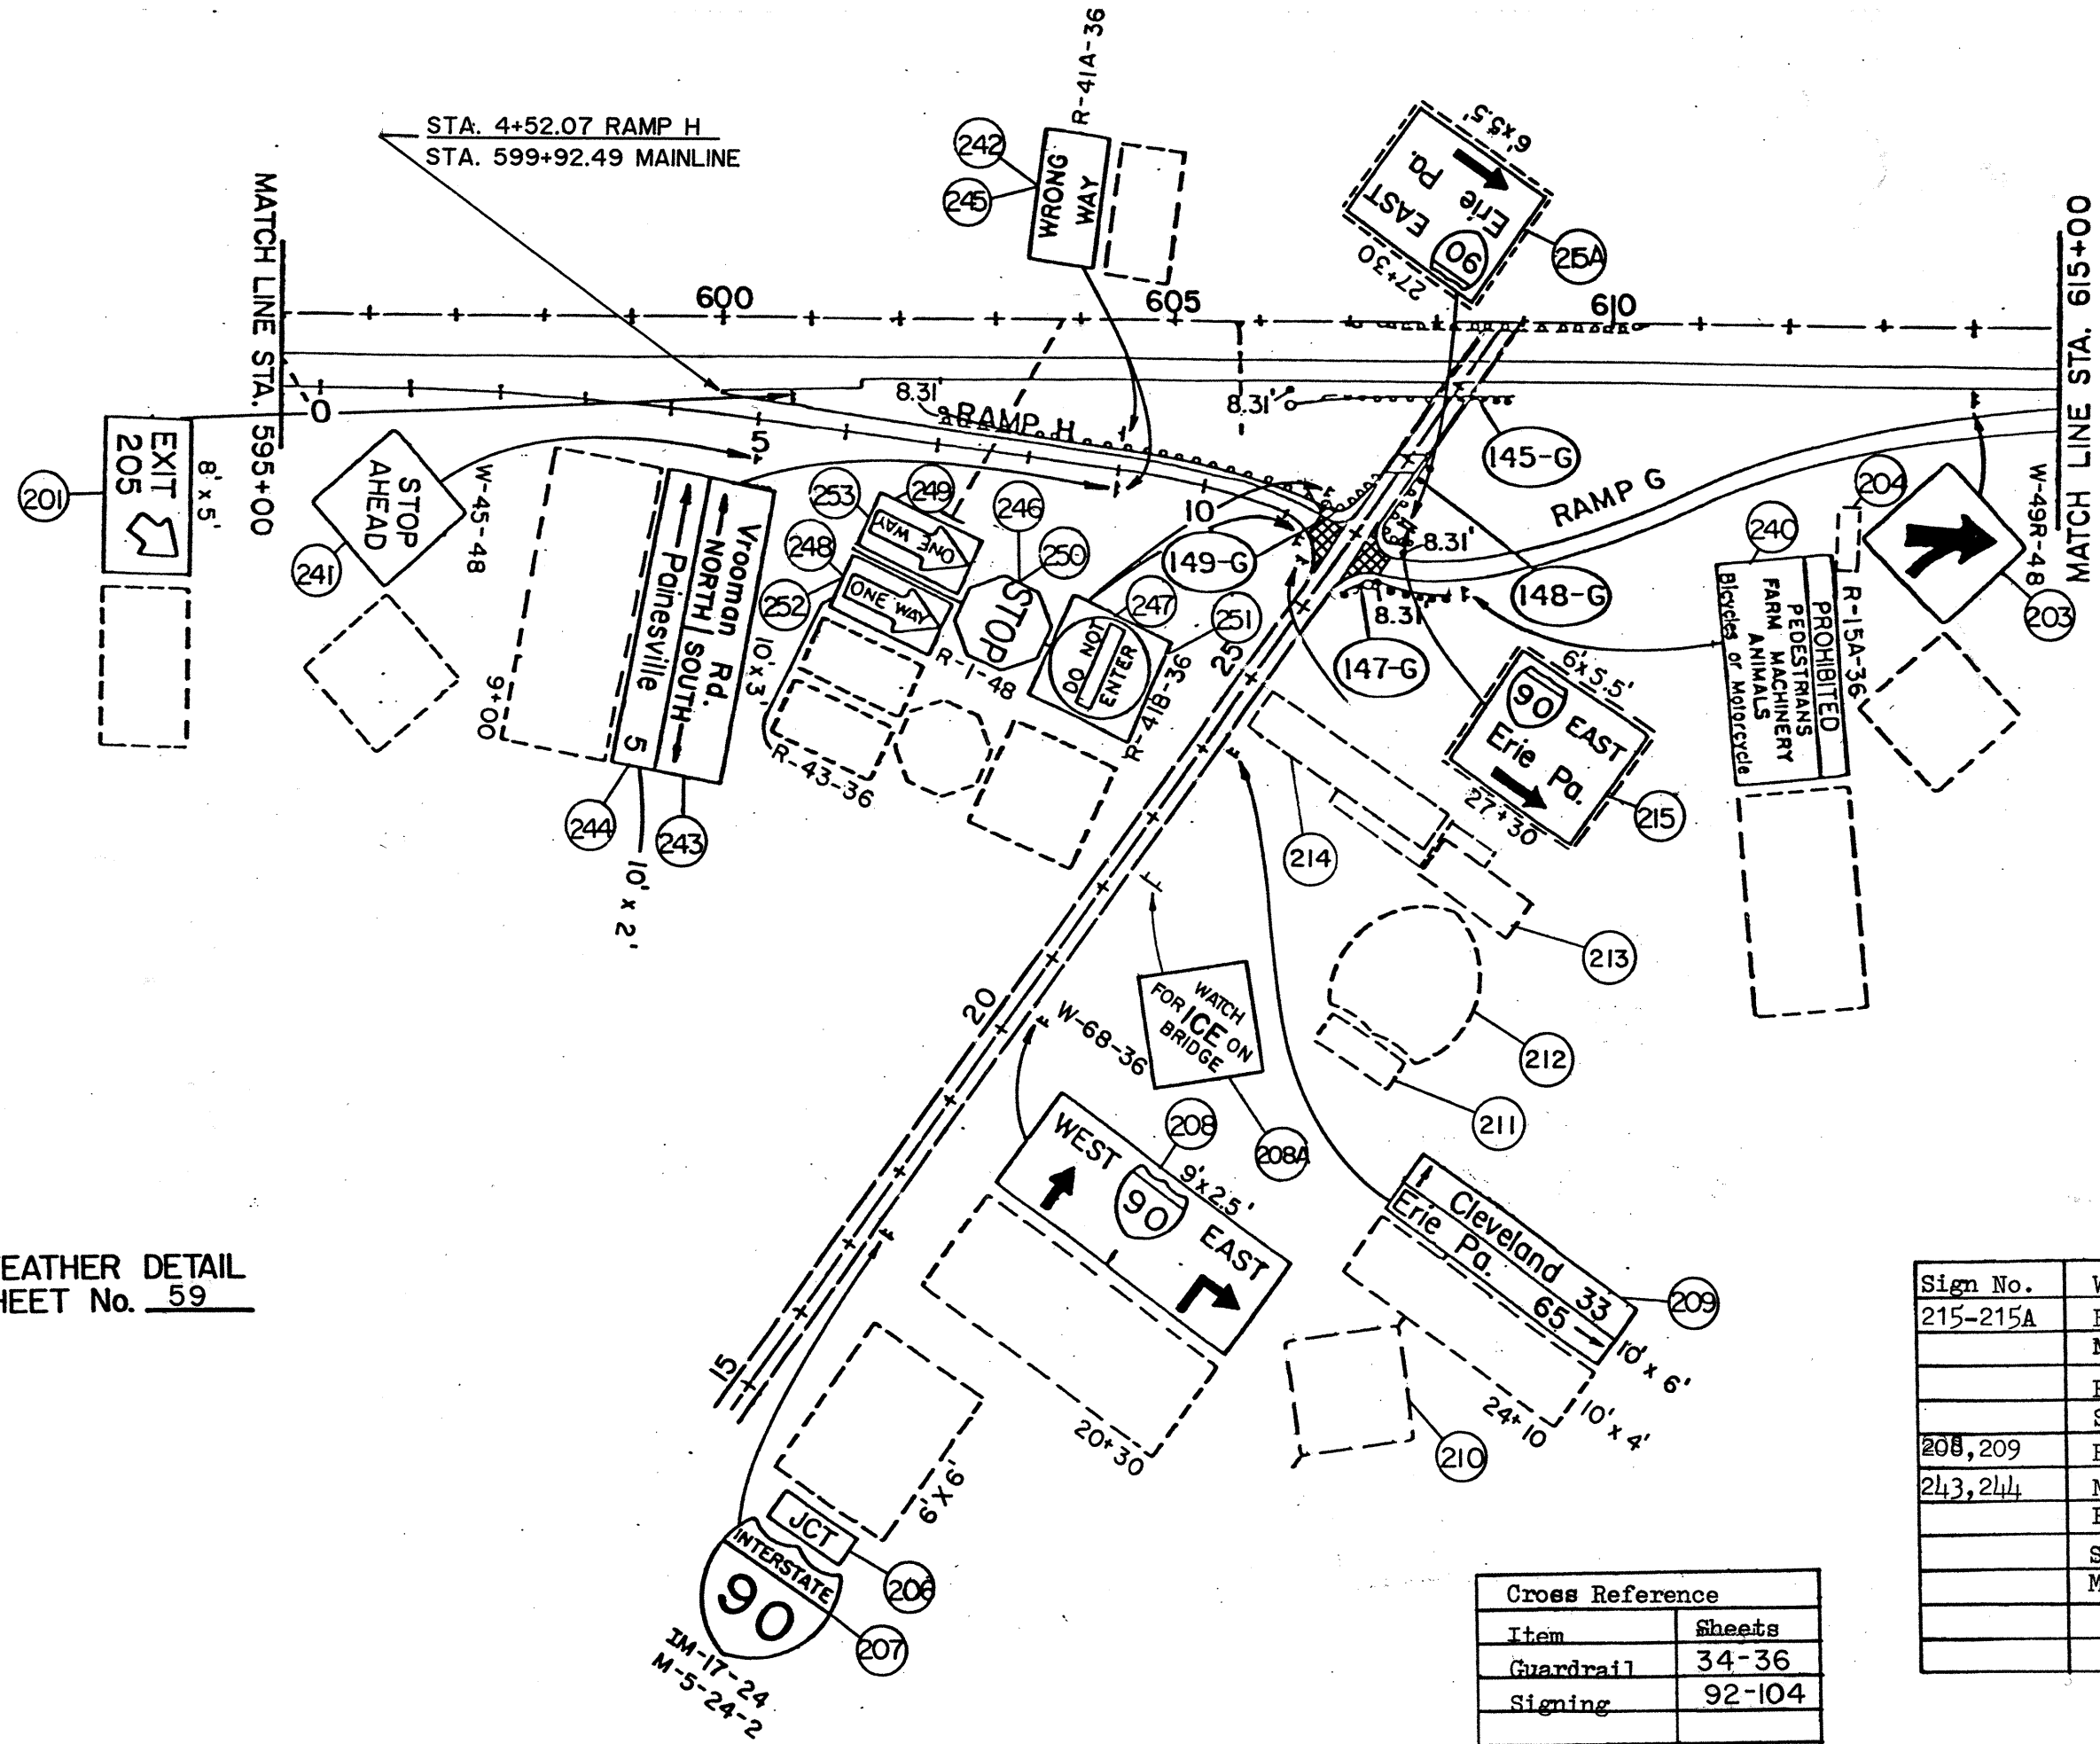 R-41A-36
STA. 4+52.07 RAMP H
STA. 599+92.49 MAINLINE
242
245
WRONG
WAY
6'x5.5'
EAST
Erie
Pa.
90
27+30
215A
MATCH LINE STA. 595+00
MATCH LINE STA. 615+00
600
605
610
0
5
10
8.31
RAMP H
8.31'
145-G
RAMP G
8.31'
149-G
148-G
8.31
147-G
201
EXIT
205
8' x 5'
STOP
AHEAD
241
W-45-48
Vrooman Rd.
NORTH SOUTH
Painesville 5
10' x 3'
9+00
244
243
10' x 2'
253
249
248
252
ONE WAY
ONE WAY
R-43-36
246
250
STOP
R-1-48
247
251
DO NOT
ENTER
R-41B-36
25
20
15
6'x 5.5'
90 EAST
Erie Pa.
27+30
215
214
213
212
211
204
W-49R-48
203
240
R-15A-36
PROHIBITED
PEDESTRIANS
FARM MACHINERY
ANIMALS
Bicycles or Motorcycle
WATCH
FOR ICE ON
BRIDGE
W-68-36
208A
208
WEST 90 EAST
9'x2.5'
20+30
Cleveland 33
Erie Pa. 65
209
10' x 6'
10' x 4'
24+10
210
6'X6'
JCT
206
INTERSTATE
90
207
IM-17-24
M-5-24-2
EATHER DETAIL
HEET No. 59
Cross Reference
Item Sheets
Guardrail 34-36
Signing 92-104
Sign No.
215-215A
208,209
243,244